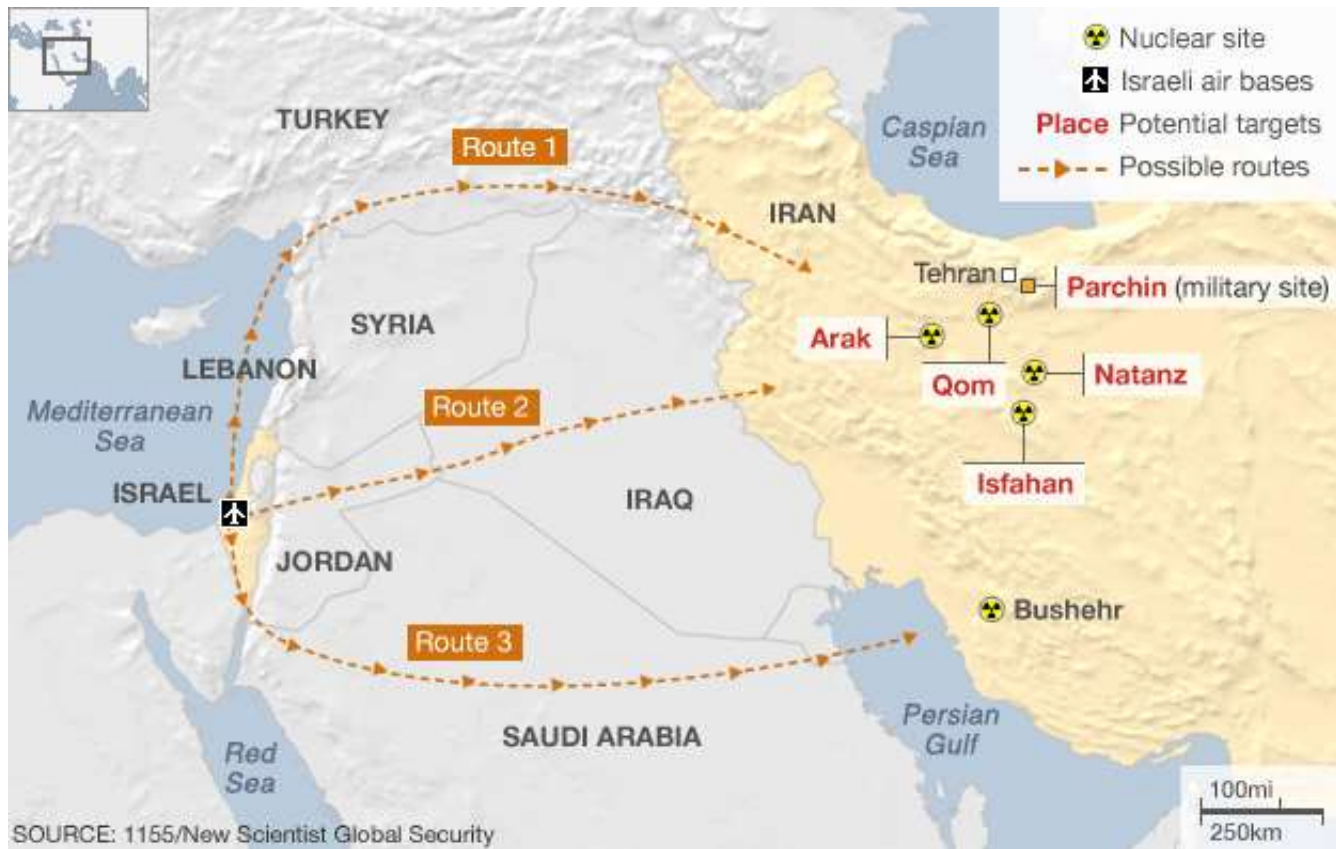 Nuclear site
Israeli air bases
Place Potential targets
Possible routes
TURKEY
Route 1
Caspian
Sea
IRAN
Tehran
Parchin (military site)
SYRIA
Arak
LEBANON
Qom
Natanz
Mediterranean
Sea
Route 2
Isfahan
ISRAEL
IRAQ
JORDAN
Bushehr
Route 3
Persian
Gulf
SAUDI ARABIA
Red
Sea
100mi
250km
SOURCE: 1155/New Scientist Global Security